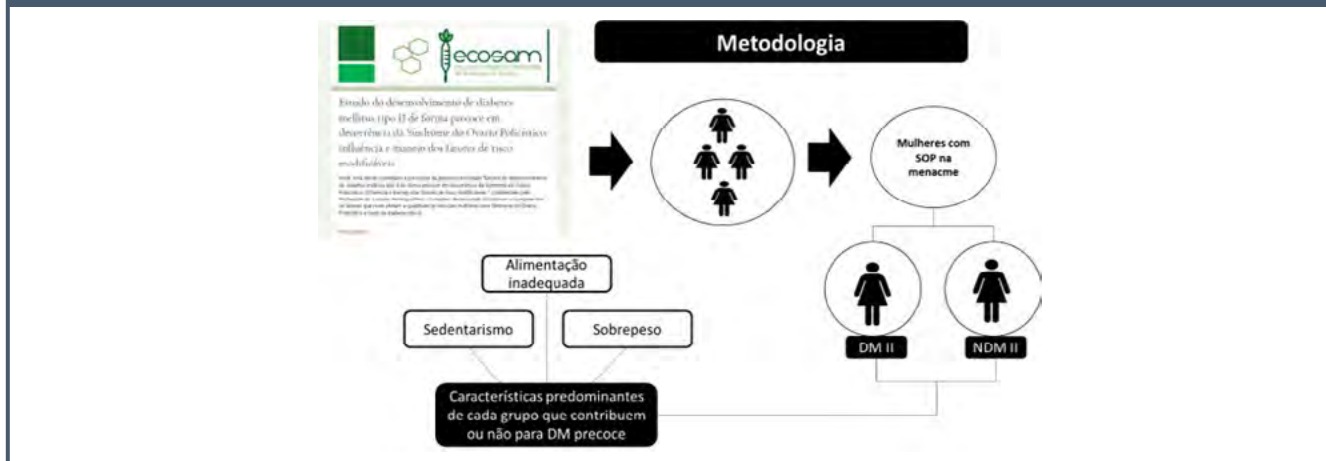 Metodologia
ecosam
Estudo do desenvolvimento de diabetes
mellitus tipo II de forma precoce em
decorrência da Síndrome do Ovário Policístico
influência e manejo dos fatores de risco
modificáveis
Mulheres com
SOP na
menacme
Alimentação
inadequada
Sedentarismo
Sobrepeso
DM II
NDM II
Características predominantes
de cada grupo que contribuem
ou não para DM precoce